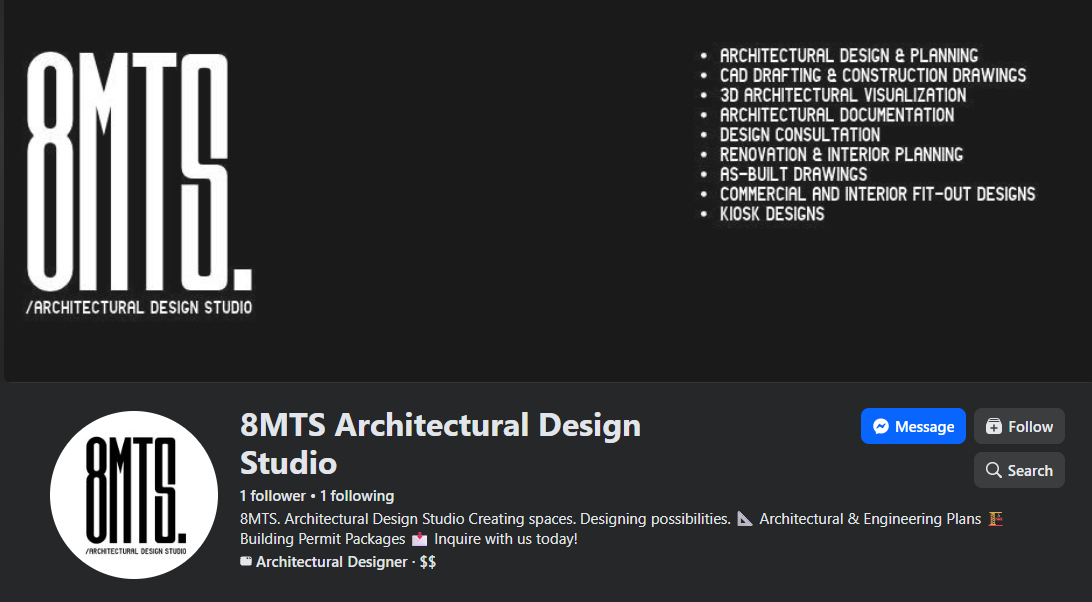 8MTS.
/ARCHITECTURAL DESIGN STUDIO
• ARCHITECTURAL DESIGN & PLANNING
• CAD DRAFTING & CONSTRUCTION DRAWINGS
• 3D ARCHITECTURAL VISUALIZATION
• ARCHITECTURAL DOCUMENTATION
• DESIGN CONSULTATION
• RENOVATION & INTERIOR PLANNING
• AS-BUILT DRAWINGS
• COMMERCIAL AND INTERIOR FIT-OUT DESIGNS
• KIOSK DESIGNS
8MTS.
/ARCHITECTURAL DESIGN STUDIO
8MTS Architectural Design
Studio
1 follower • 1 following
8MTS. Architectural Design Studio Creating spaces. Designing possibilities. 📐 Architectural & Engineering Plans 🏗️
Building Permit Packages 📩 Inquire with us today!
Architectural Designer · $$
Message
Follow
Search